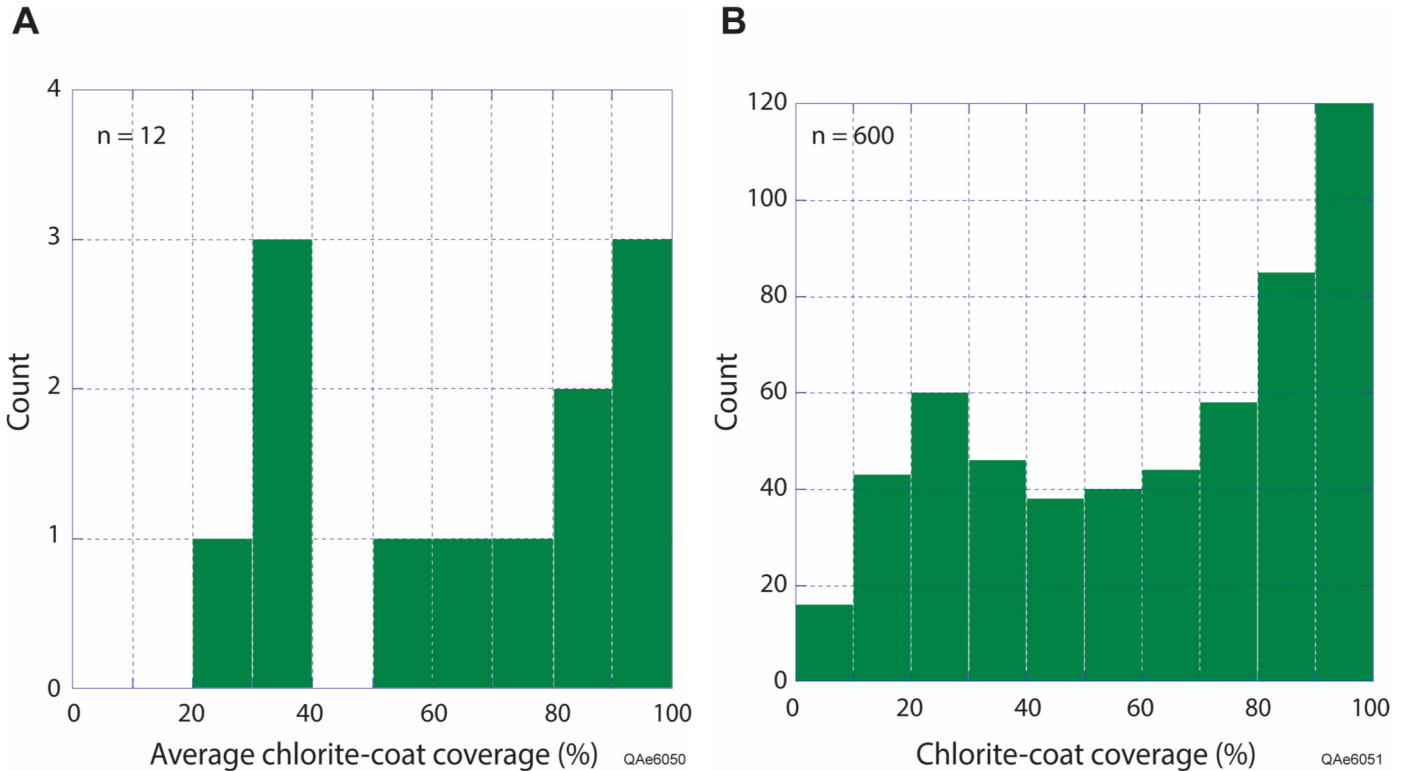 A
4
n = 12
3
Count
2
1
0
0 20 40 60 80 100
Average chlorite-coat coverage (%)
QAe6050
B
120
n = 600
100
80
Count
60
40
20
0
0 20 40 60 80 100
Chlorite-coat coverage (%)
QAe6051